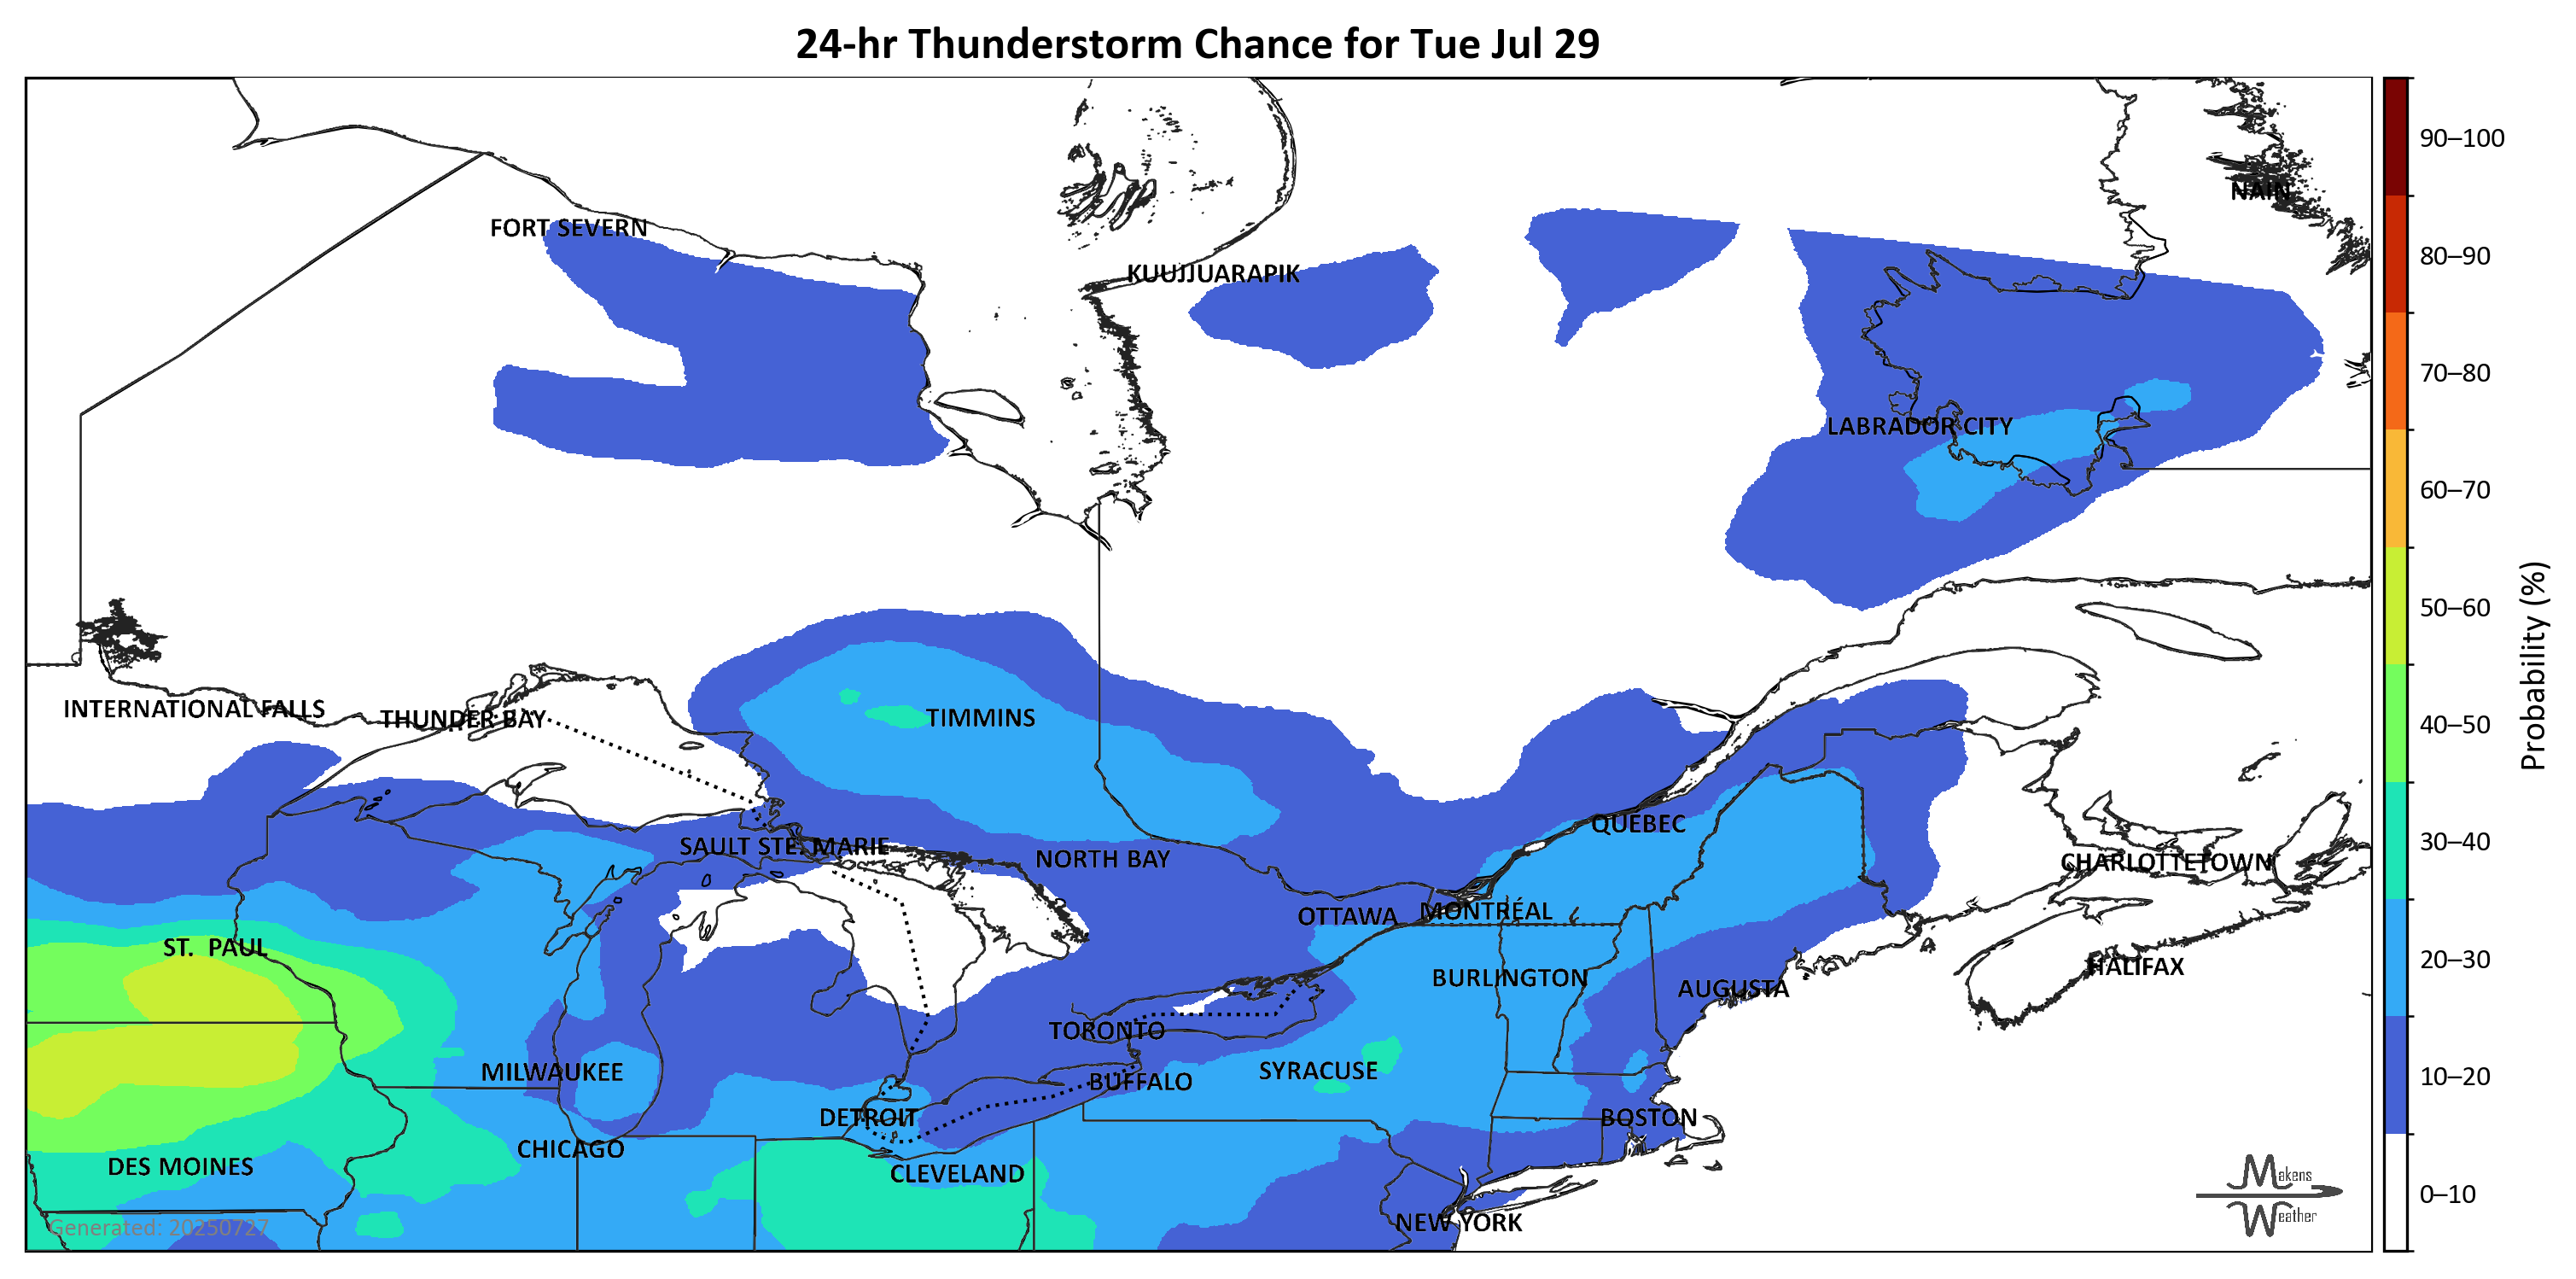 24-hr Thunderstorm Chance for Tue Jul 29
90–100
NAIN
FORT SEVERN
80–90
KUUJJUARAPIK
70–80
LABRADOR CITY
60–70
50–60
Probability (%)
INTERNATIONAL FALLS
THUNDER BAY
TIMMINS
40–50
QUEBEC
SAULT STE. MARIE
NORTH BAY
CHARLOTTETOWN
30–40
OTTAWA
MONTRÉAL
ST. PAUL
BURLINGTON
AUGUSTA
HALIFAX
20–30
TORONTO
MILWAUKEE
BUFFALO
SYRACUSE
10–20
DETROIT
BOSTON
CHICAGO
DES MOINES
CLEVELAND
Makens
Weather
0–10
Generated: 20250727
NEW YORK